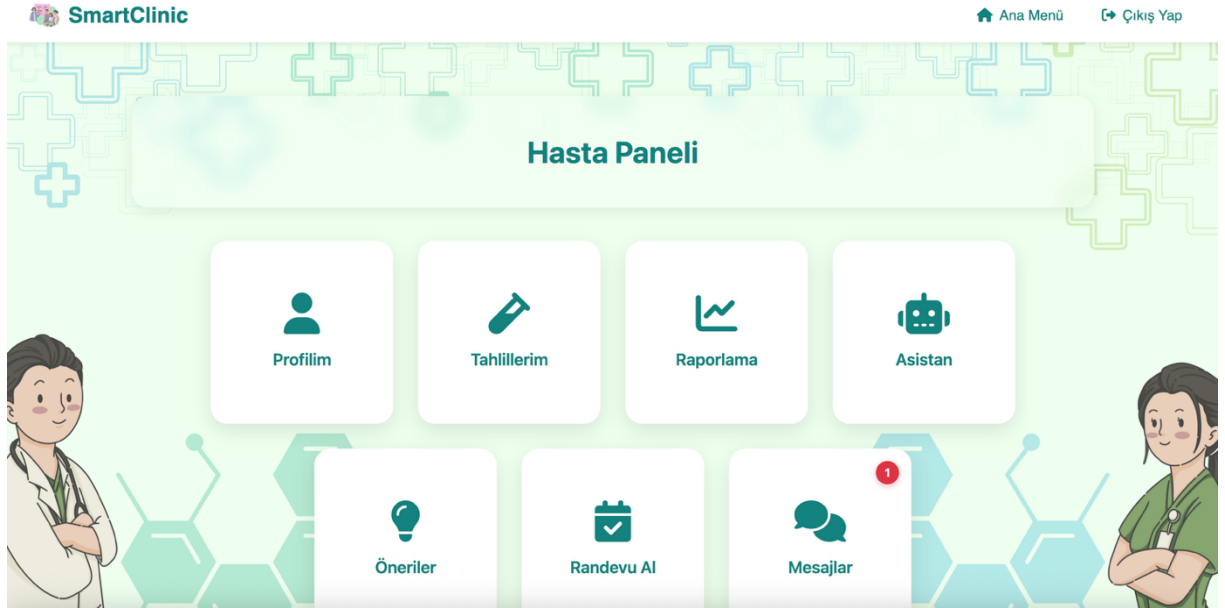 SmartClinic
Ana Menü
Çıkış Yap
Hasta Paneli
Profilim
Tahlillerim
Raporlama
Asistan
1
Öneriler
Randevu Al
Mesajlar